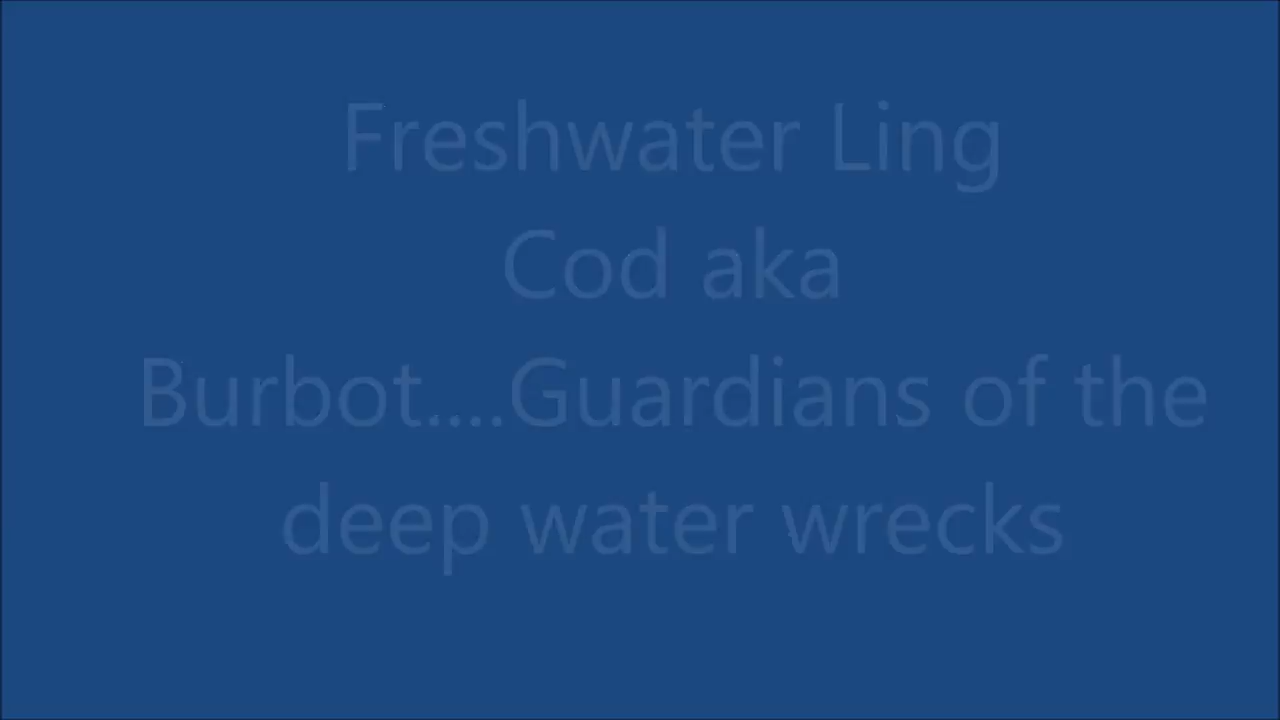 Freshwater Ling
Cod aka
Burbot....Guardians of the
deep water wrecks